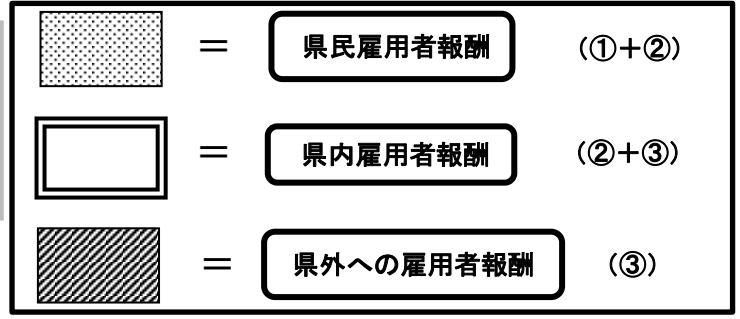 ＝ 県民雇用者報酬 （①＋②）
＝ 県内雇用者報酬 （②＋③）
＝ 県外への雇用者報酬 （③）